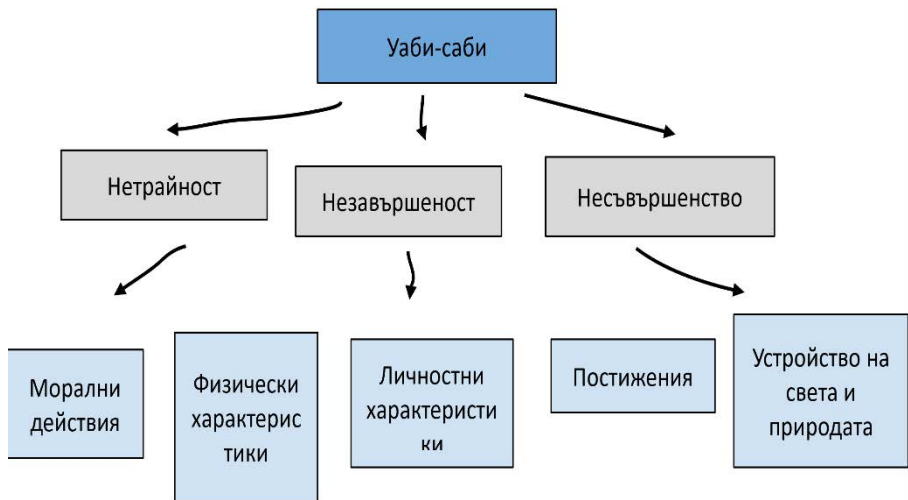 Уаби-саби
Нетрайност
Незавършеност
Несъвършенство
Морални
действия
Физически
характерис
тики
Личностни
характеристи
ки
Постижения
Устройство на
света и
природата